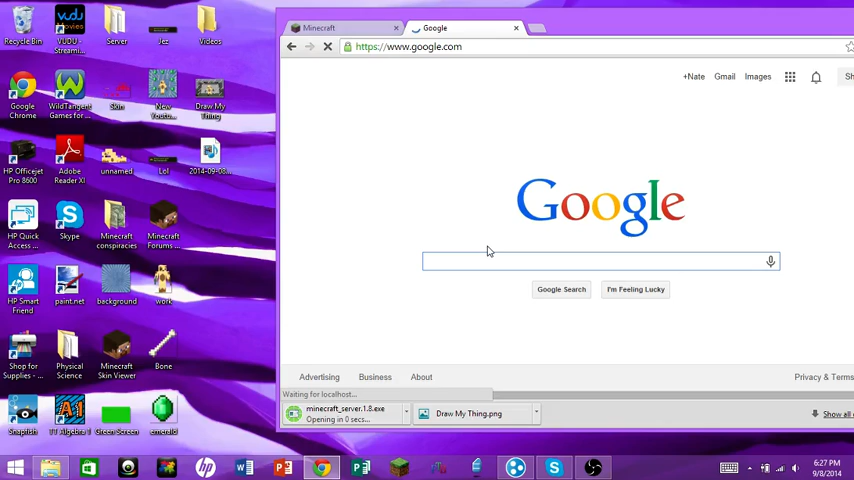 Recycle Bin
VUDU -
Streami...
Server
Jez
Videos
Google
Chrome
WildTangent
Games for ...
Skin
New
Youtu...
Draw My
Thing
HP Officejet
Pro 8600
Adobe
Reader XI
unnamed
Lol
2014-09-08...
HP Quick
Access ...
Skype
Minecraft
conspiracies
Minecraft
Forums ...
HP Smart
Friend
paint.net
background
work
Shop for
Supplies - ...
Physical
Science
Minecraft
Skin Viewer
Bone
Snapfish
TT Algebra 1
Green Screen
emerald
VUDU
Movies
Minecraft
Google
https://www.google.com
+Nate Gmail Images
Sh
Google
Google Search
I'm Feeling Lucky
Advertising Business About
Privacy & Terms
Waiting for localhost...
minecraft_server.1.8.exe
Opening in 0 secs...
Draw My Thing.png
Show all
6:27 PM
9/8/2014